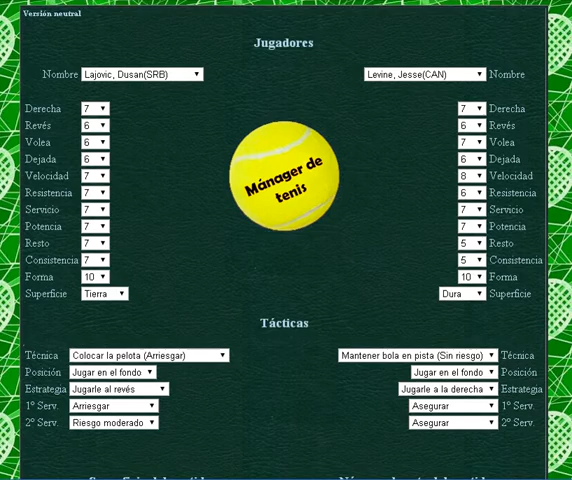 Versión neutral
Jugadores
Nombre Lajovic, Dusan(SRB) Levine, Jesse(CAN) Nombre
Derecha 7 7 Derecha
Revés 6 6 Revés
Volea 6 7 Volea
Dejada 6 6 Dejada
Velocidad 7 8 Velocidad
Resistencia 7 6 Resistencia
Servicio 7 7 Servicio
Potencia 7 7 Potencia
Resto 7 5 Resto
Consistencia 7 5 Consistencia
Forma 10 10 Forma
Superficie Tierra Dura Superficie
Mánager de
tenis
Tácticas
Técnica Colocar la pelota (Arriesgar) Mantener bola en pista (Sin riesgo) Técnica
Posición Jugar en el fondo Jugar en el fondo Posición
Estrategia Jugarle al revés Jugarle a la derecha Estrategia
1º Serv. Arriesgar Asegurar 1º Serv.
2º Serv. Riesgo moderado Asegurar 2º Serv.